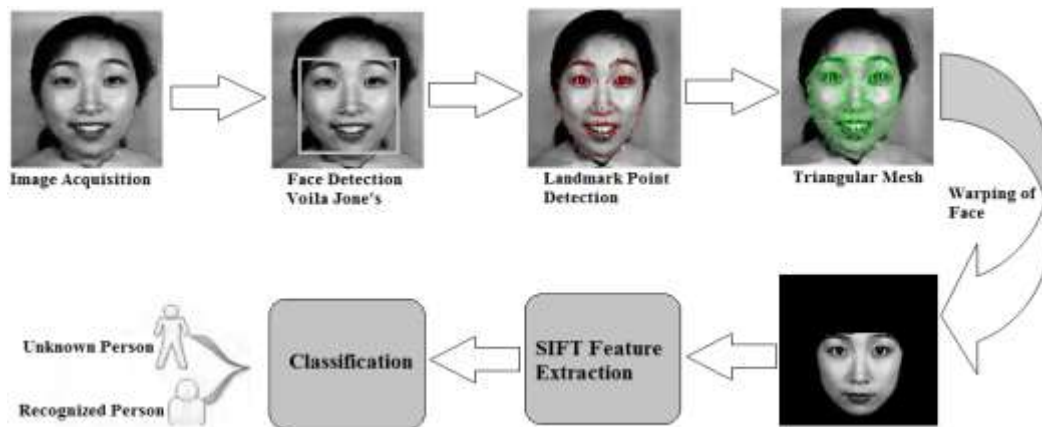 Image Acquisition
Face Detection
Voila Jone's
Landmark Point
Detection
Triangular Mesh
Warping of
Face
SIFT Feature
Extraction
Classification
Unknown Person
Recognized Person